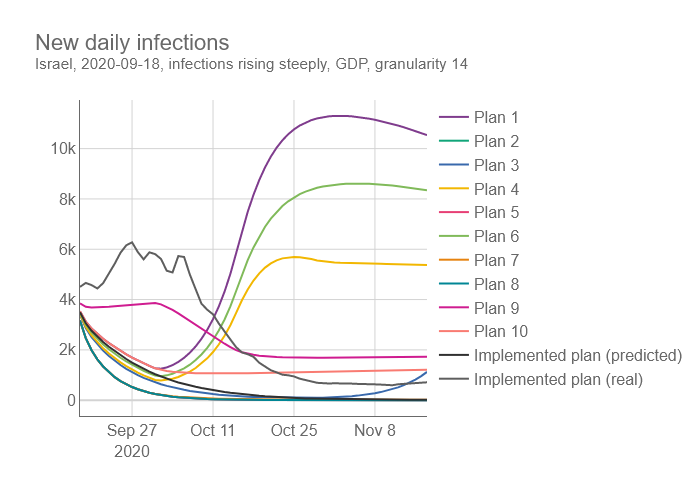 New daily infections
Israel, 2020-09-18, infections rising steeply, GDP, granularity 14
10k
8k
6k
4k
2k
0
Sep 27
2020
Oct 11
Oct 25
Nov 8
Plan 1
Plan 2
Plan 3
Plan 4
Plan 5
Plan 6
Plan 7
Plan 8
Plan 9
Plan 10
Implemented plan (predicted)
Implemented plan (real)